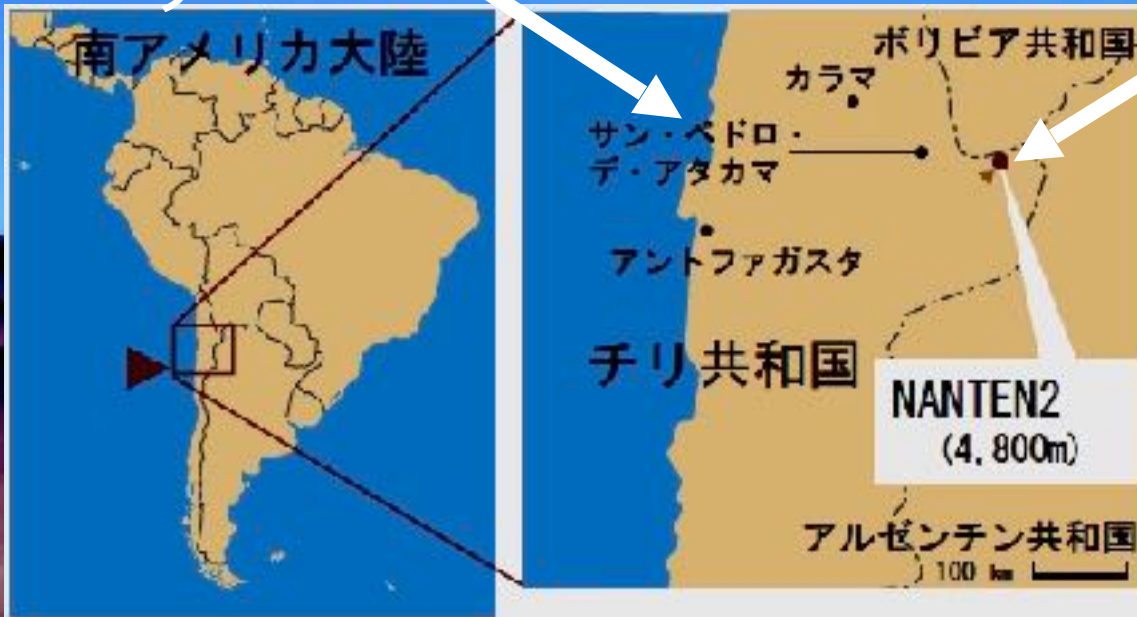 南アメリカ大陸
ボリビア共和国
カラマ
サン・ペドロ・
デ・アタカマ
アントファガスタ
チリ共和国
NANTEN2
(4,800m)
アルゼンチン共和国
100 km